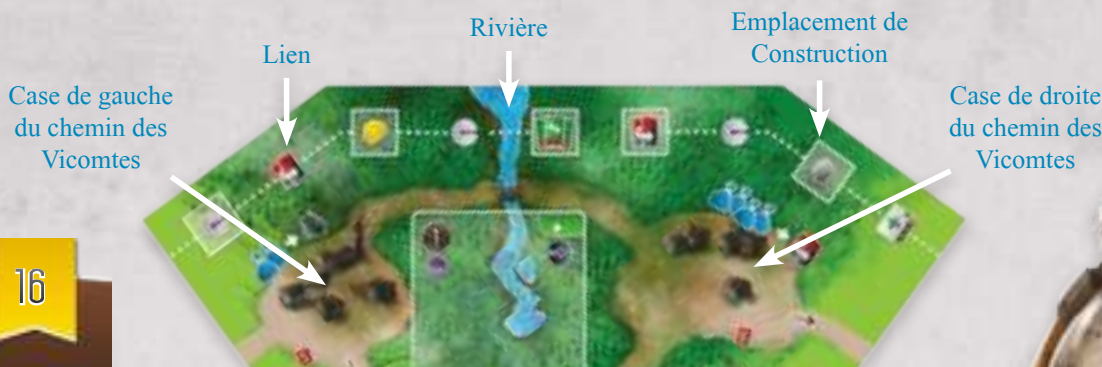 Rivière
Emplacement de
Construction
Lien
Case de gauche
du chemin des
Vicomtes
Case de droite
du chemin des
Vicomtes
16